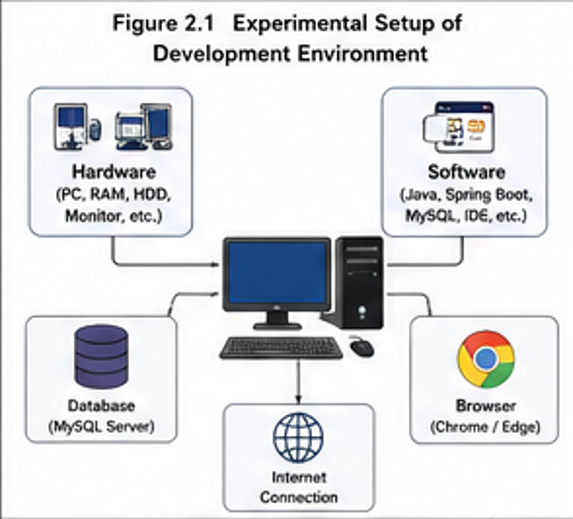 Figure 2.1 Experimental Setup of
Development Environment
Hardware
(PC, RAM, HDD,
Monitor, etc.)
Software
(Java, Spring Boot,
MySQL, IDE, etc.)
Database
(MySQL Server)
Browser
(Chrome / Edge)
Internet
Connection